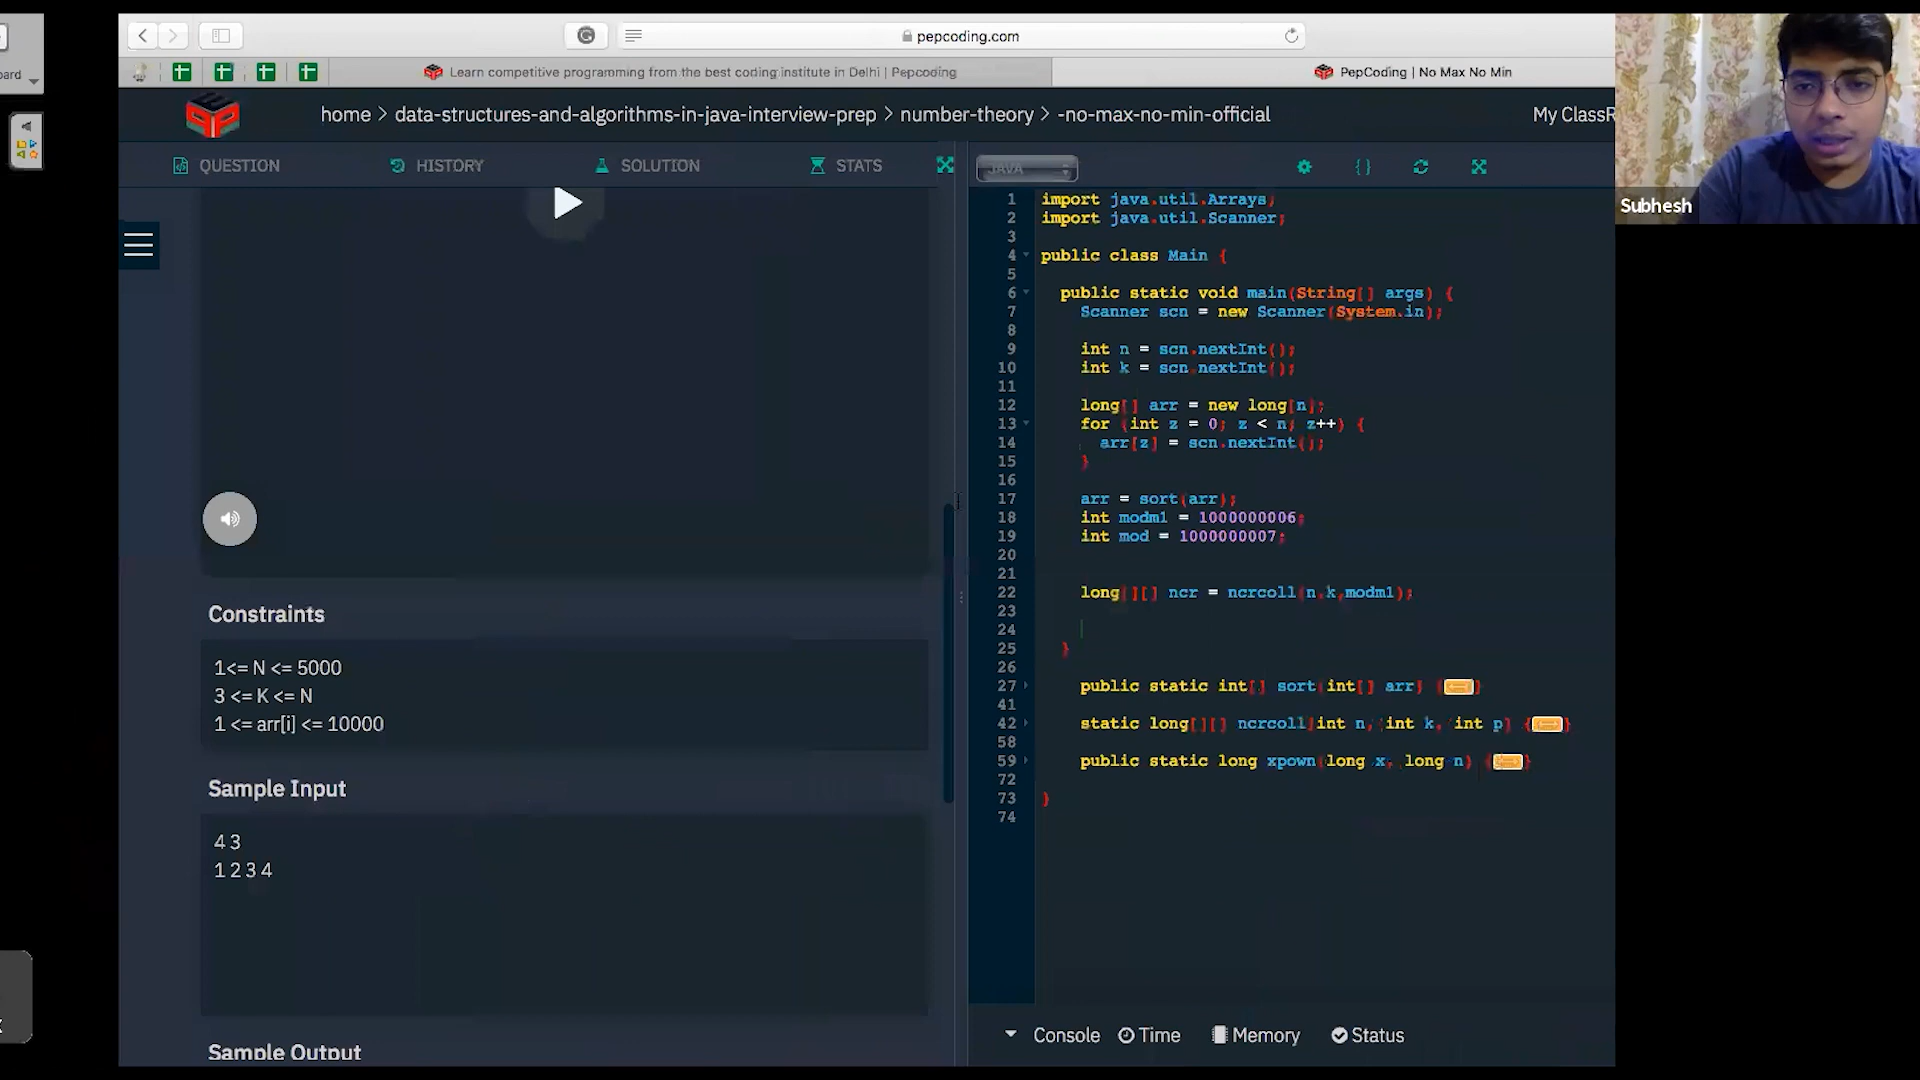 oard
pepcoding.com
Learn competitive programming from the best coding institute in Delhi | Pepcoding
PepCoding | No Max No Min
home > data-structures-and-algorithms-in-java-interview-prep > number-theory > -no-max-no-min-official
My ClassR
Subhesh
QUESTION
HISTORY
SOLUTION
STATS
JAVA
Constraints
1<= N <= 5000
3 <= K <= N
1 <= arr[i] <= 10000
Sample Input
4 3
1 2 3 4
Sample Output
1 import java.util.Arrays;
2 import java.util.Scanner;
3
4 public class Main {
5
6 public static void main(String[] args) {
7 Scanner scn = new Scanner(System.in);
8
9 int n = scn.nextInt();
10 int k = scn.nextInt();
11
12 long[] arr = new long[n];
13 for (int z = 0; z < n; z++) {
14 arr[z] = scn.nextInt();
15 }
16
17 arr = sort(arr);
18 int modm1 = 1000000006;
19 int mod = 1000000007;
20
21
22 long[][] ncr = ncrcoll(n,k,modm1);
23
24
25 }
26
27 public static int[] sort(int[] arr) {}
41
42 static long[][] ncrcoll(int n, int k, int p) {}
58
59 public static long xpown(long x, long n) {}
72
73 }
74
Console
Time
Memory
Status